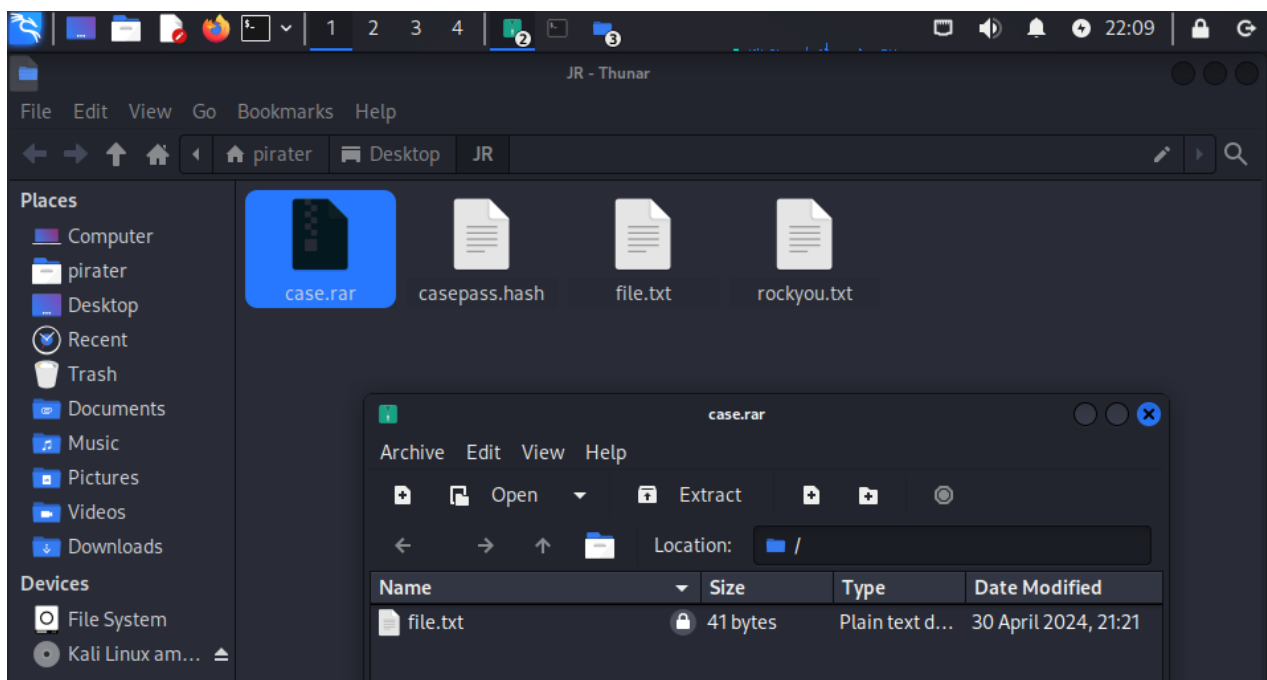 1 2 3 4 2 3 22:09
JR - Thunar
File Edit View Go Bookmarks Help
pirater Desktop JR
Places
Computer
pirater
Desktop
Recent
Trash
Documents
Music
Pictures
Videos
Downloads
Devices
File System
Kali Linux am...
case.rar casepass.hash file.txt rockyou.txt
case.rar
Archive Edit View Help
Open Extract
Location: /
Name Size Type Date Modified
file.txt 41 bytes Plain text d... 30 April 2024, 21:21